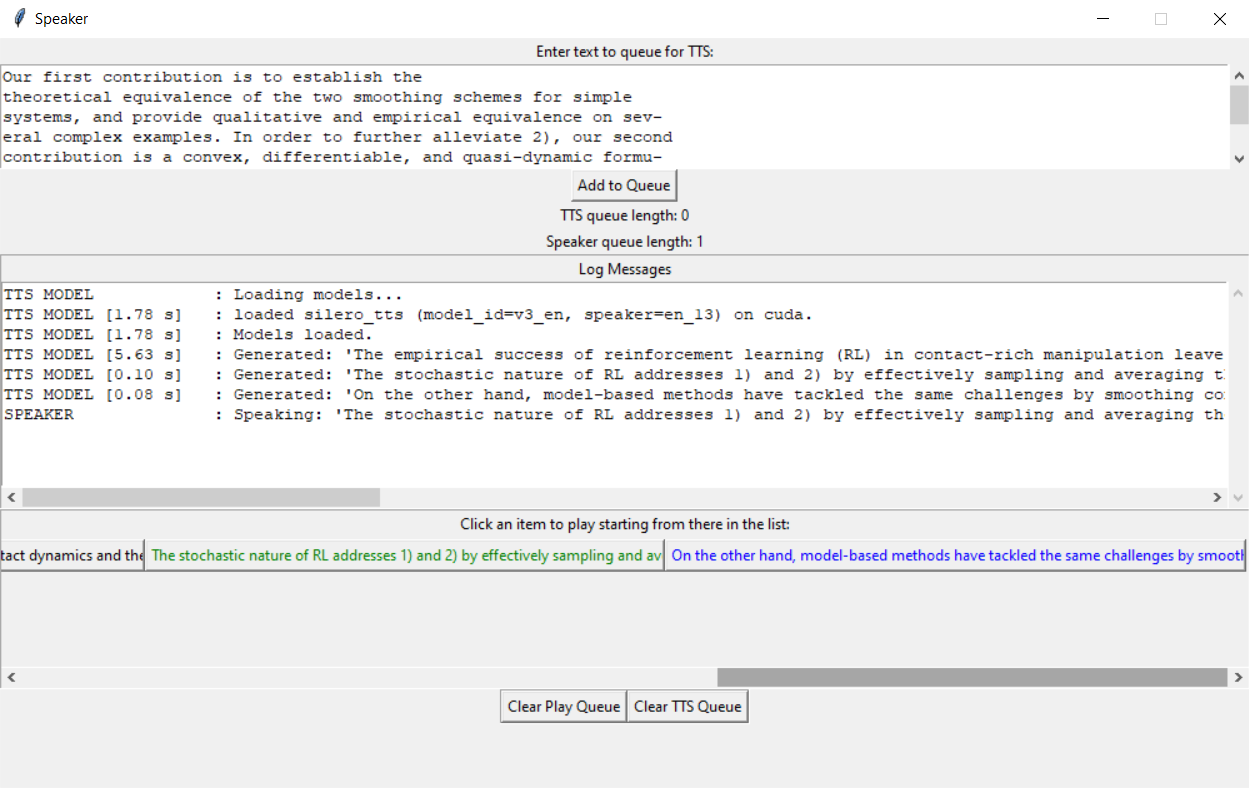 Speaker
Enter text to queue for TTS:
Our first contribution is to establish the
theoretical equivalence of the two smoothing schemes for simple
systems, and provide qualitative and empirical equivalence on sev-
eral complex examples. In order to further alleviate 2), our second
contribution is a convex, differentiable, and quasi-dynamic formu-
Add to Queue
TTS queue length: 0
Speaker queue length: 1
Log Messages
TTS MODEL : Loading models...
TTS MODEL [1.78 s] : loaded silero_tts (model_id=v3_en, speaker=en_13) on cuda.
TTS MODEL [1.78 s] : Models loaded.
TTS MODEL [5.63 s] : Generated: 'The empirical success of reinforcement learning (RL) in contact-rich manipulation leave
TTS MODEL [0.10 s] : Generated: 'The stochastic nature of RL addresses 1) and 2) by effectively sampling and averaging t
TTS MODEL [0.08 s] : Generated: 'On the other hand, model-based methods have tackled the same challenges by smoothing co
SPEAKER : Speaking: 'The stochastic nature of RL addresses 1) and 2) by effectively sampling and averaging th
Click an item to play starting from there in the list:
tact dynamics and the The stochastic nature of RL addresses 1) and 2) by effectively sampling and av On the other hand, model-based methods have tackled the same challenges by smooth
Clear Play Queue Clear TTS Queue